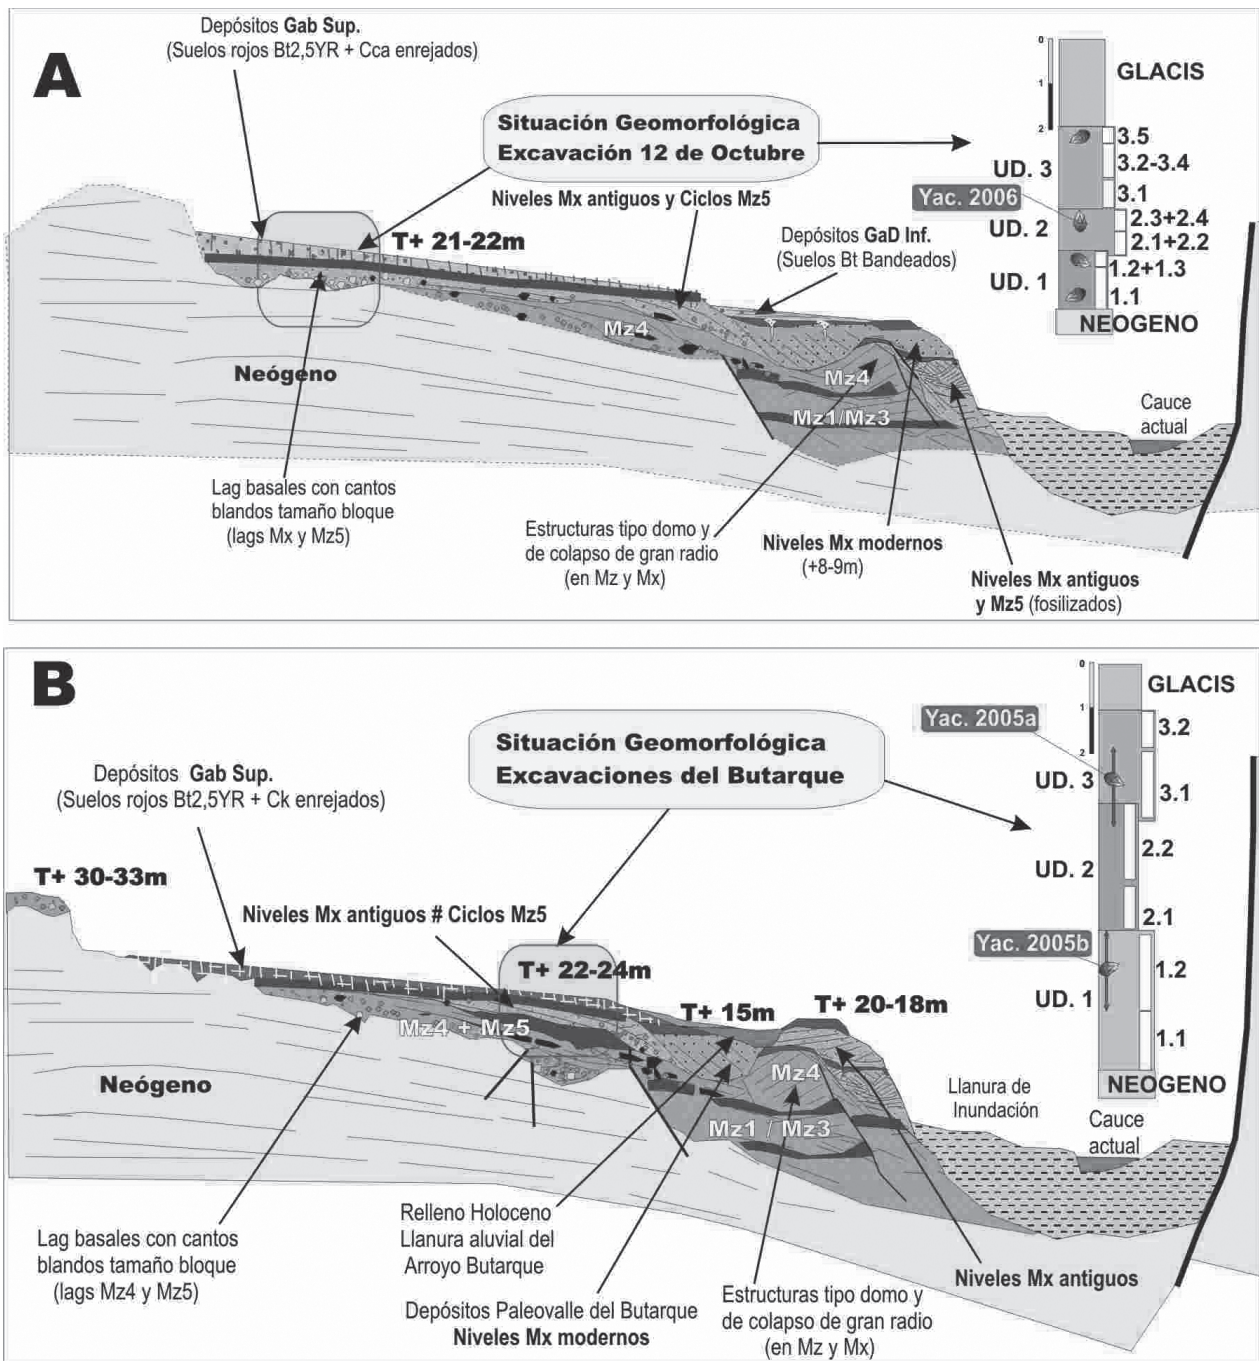 A
Depósitos Gab Sup.
(Suelos rojos Bt2,5YR + Cca enrejados)
Situación Geomorfológica
Excavación 12 de Octubre
Niveles Mx antiguos y Ciclos Mz5
T+ 21-22m
Depósitos GaD Inf.
(Suelos Bt Bandeados)
Mz4
Neógeno
Mz4
Mz1/Mz3
Cauce
actual
Lag basales con cantos
blandos tamaño bloque
(lags Mx y Mz5)
Estructuras tipo domo y
de colapso de gran radio
(en Mz y Mx)
Niveles Mx modernos
(+8-9m)
Niveles Mx antiguos
y Mz5 (fosilizados)
0
1
2
GLACIS
3.5
UD. 3
3.2-3.4
3.1
Yac. 2006
2.3+2.4
UD. 2
2.1+2.2
1.2+1.3
UD. 1
1.1
NEOGENO
B
Situación Geomorfológica
Excavaciones del Butarque
Depósitos Gab Sup.
(Suelos rojos Bt2,5YR + Ck enrejados)
T+ 30-33m
Niveles Mx antiguos # Ciclos Mz5
T+ 22-24m
T+ 15m
T+ 20-18m
Mz4 + Mz5
Mz4
Neógeno
Mz1 / Mz3
Llanura de
Inundación
Cauce
actual
Lag basales con cantos
blandos tamaño bloque
(lags Mz4 y Mz5)
Relleno Holoceno
Llanura aluvial del
Arroyo Butarque
Depósitos Paleovalle del Butarque
Niveles Mx modernos
Estructuras tipo domo y
de colapso de gran radio
(en Mz y Mx)
Niveles Mx antiguos
0
1
2
GLACIS
Yac. 2005a
3.2
UD. 3
3.1
2.2
UD. 2
2.1
Yac. 2005b
1.2
UD. 1
1.1
NEOGENO